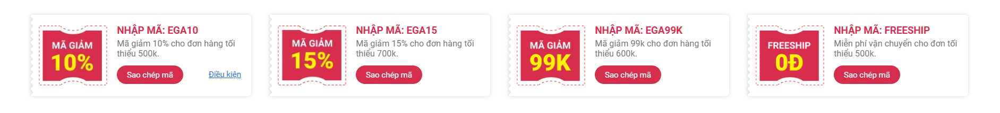 MÃ GIẢM
10%
NHẬP MÃ: EGA10
Mã giảm 10% cho đơn hàng tối
thiểu 500k.
Sao chép mã
Điều kiện
MÃ GIẢM
15%
NHẬP MÃ: EGA15
Mã giảm 15% cho đơn hàng tối
thiểu 700k.
Sao chép mã
MÃ GIẢM
99K
NHẬP MÃ: EGA99K
Mã giảm 99k cho đơn hàng tối
thiểu 600k.
Sao chép mã
FREESHIP
0Đ
NHẬP MÃ: FREESHIP
Miễn phí vận chuyển cho đơn tối
thiểu 500k.
Sao chép mã